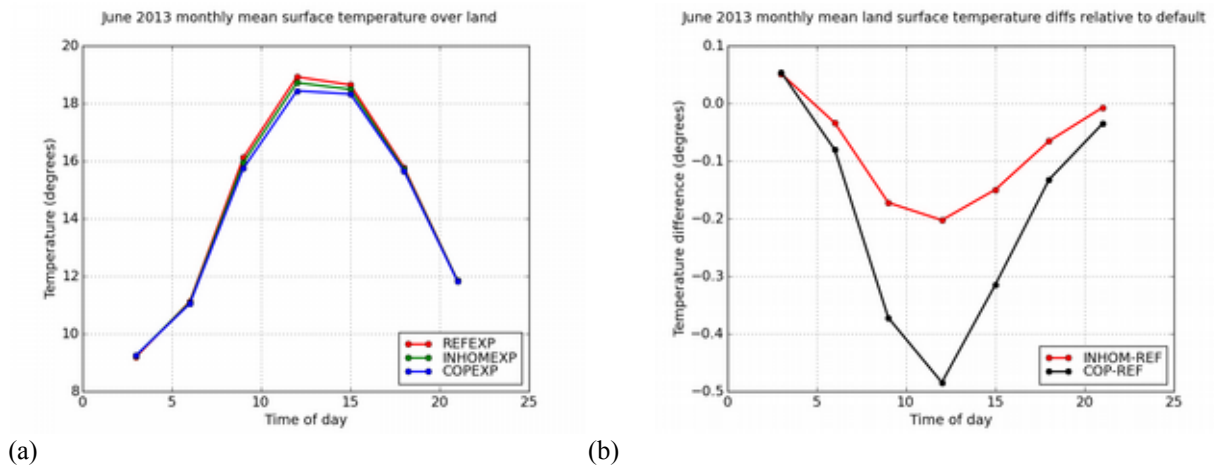 June 2013 monthly mean surface temperature over land
20
18
16
14
12
10
8
0
5
10
15
20
25
Temperature (degrees)
Time of day
REFEXP
INHOMEXP
COPEXP
(a)
June 2013 monthly mean land surface temperature diffs relative to default
0.1
0.0
−0.1
−0.2
−0.3
−0.4
−0.5
0
5
10
15
20
25
Temperature difference (degrees)
Time of day
INHOM-REF
COP-REF
(b)